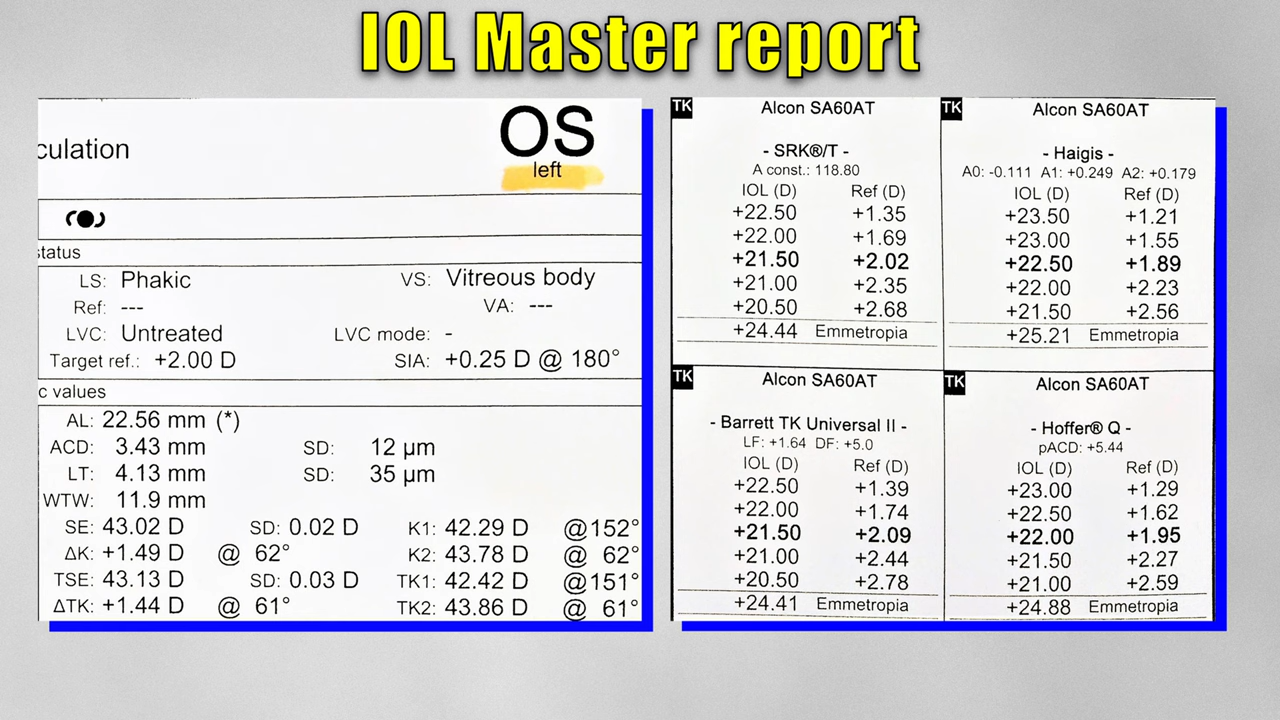 IOL Master report
culation
OS
left
status
LS: Phakic VS: Vitreous body
Ref: --- VA: ---
LVC: Untreated LVC mode: -
Target ref.: +2.00 D SIA: +0.25 D @ 180°
c values
AL: 22.56 mm (*)
ACD: 3.43 mm SD: 12 µm
LT: 4.13 mm SD: 35 µm
WTW: 11.9 mm
SE: 43.02 D SD: 0.02 D K1: 42.29 D @152°
ΔK: +1.49 D @ 62° K2: 43.78 D @ 62°
TSE: 43.13 D SD: 0.03 D TK1: 42.42 D @151°
ΔTK: +1.44 D @ 61° TK2: 43.86 D @ 61°
TK Alcon SA60AT
- SRK®/T -
A const.: 118.80
IOL (D) Ref (D)
+22.50 +1.35
+22.00 +1.69
+21.50 +2.02
+21.00 +2.35
+20.50 +2.68
+24.44 Emmetropia
TK Alcon SA60AT
- Haigis -
A0: -0.111 A1: +0.249 A2: +0.179
IOL (D) Ref (D)
+23.50 +1.21
+23.00 +1.55
+22.50 +1.89
+22.00 +2.23
+21.50 +2.56
+25.21 Emmetropia
TK Alcon SA60AT
- Barrett TK Universal II -
LF: +1.64 DF: +5.0
IOL (D) Ref (D)
+22.50 +1.39
+22.00 +1.74
+21.50 +2.09
+21.00 +2.44
+20.50 +2.78
+24.41 Emmetropia
TK Alcon SA60AT
- Hoffer® Q -
pACD: +5.44
IOL (D) Ref (D)
+23.00 +1.29
+22.50 +1.62
+22.00 +1.95
+21.50 +2.27
+21.00 +2.59
+24.88 Emmetropia